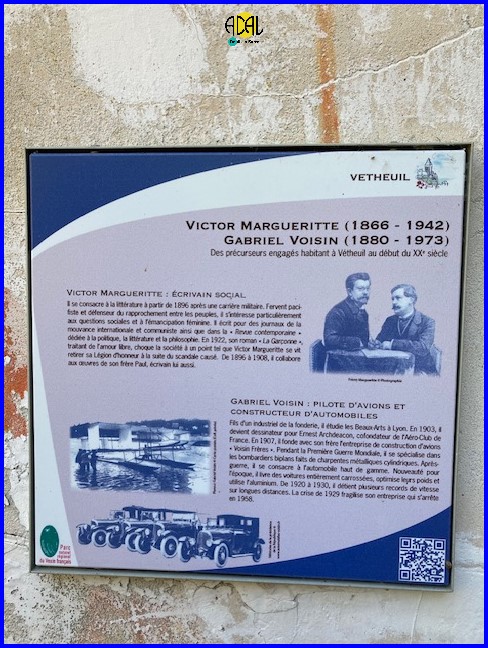 ACAL
VETHEUIL
VICTOR MARGUERITTE (1866 - 1942)
GABRIEL VOISIN (1880 - 1973)
Des précurseurs engagés habitant à Vétheuil au début du XXe siècle
VICTOR MARGUERITTE : ÉCRIVAIN SOCIAL
Il se consacre à la littérature à partir de 1896 après une carrière militaire. Fervent paci-
fiste et défenseur du rapprochement entre les peuples, il s'intéresse particulièrement
aux questions sociales et à l'émancipation féminine. Il écrit pour des journaux de la
mouvance internationale et communiste ainsi que dans la « Revue contemporaine »
dédiée à la politique, la littérature et la philosophie. En 1922, son roman « La Garçonne »,
traitant de l'amour libre, choque la société à un point tel que Victor Margueritte se vit
retirer sa Légion d'honneur à la suite du scandale causé. De 1896 à 1908, il collabore
aux œuvres de son frère Paul, écrivain lui aussi.
GABRIEL VOISIN : PILOTE D'AVIONS ET
CONSTRUCTEUR D'AUTOMOBILES
Fils d'un industriel de la fonderie, il étudie les Beaux-Arts à Lyon. En 1903, il
devient dessinateur pour Ernest Archdeacon, cofondateur de l'Aéro-Club de
France. En 1907, il fonde avec son frère l'entreprise de construction d'avions
« Voisin Frères ». Pendant la Première Guerre Mondiale, il se spécialise dans
les bombardiers biplans faits de charpentes métalliques cylindriques. Après-
guerre, il se consacre à l'automobile haut de gamme. Nouveauté pour
l'époque, il livre des voitures entièrement carrossées, optimise leurs poids et
utilise l'aluminium. De 1920 à 1930, il détient plusieurs records de vitesse
sur longues distances. La crise de 1929 fragilise son entreprise qui s'arrête
en 1958.
Parc
naturel
régional
du Vexin français